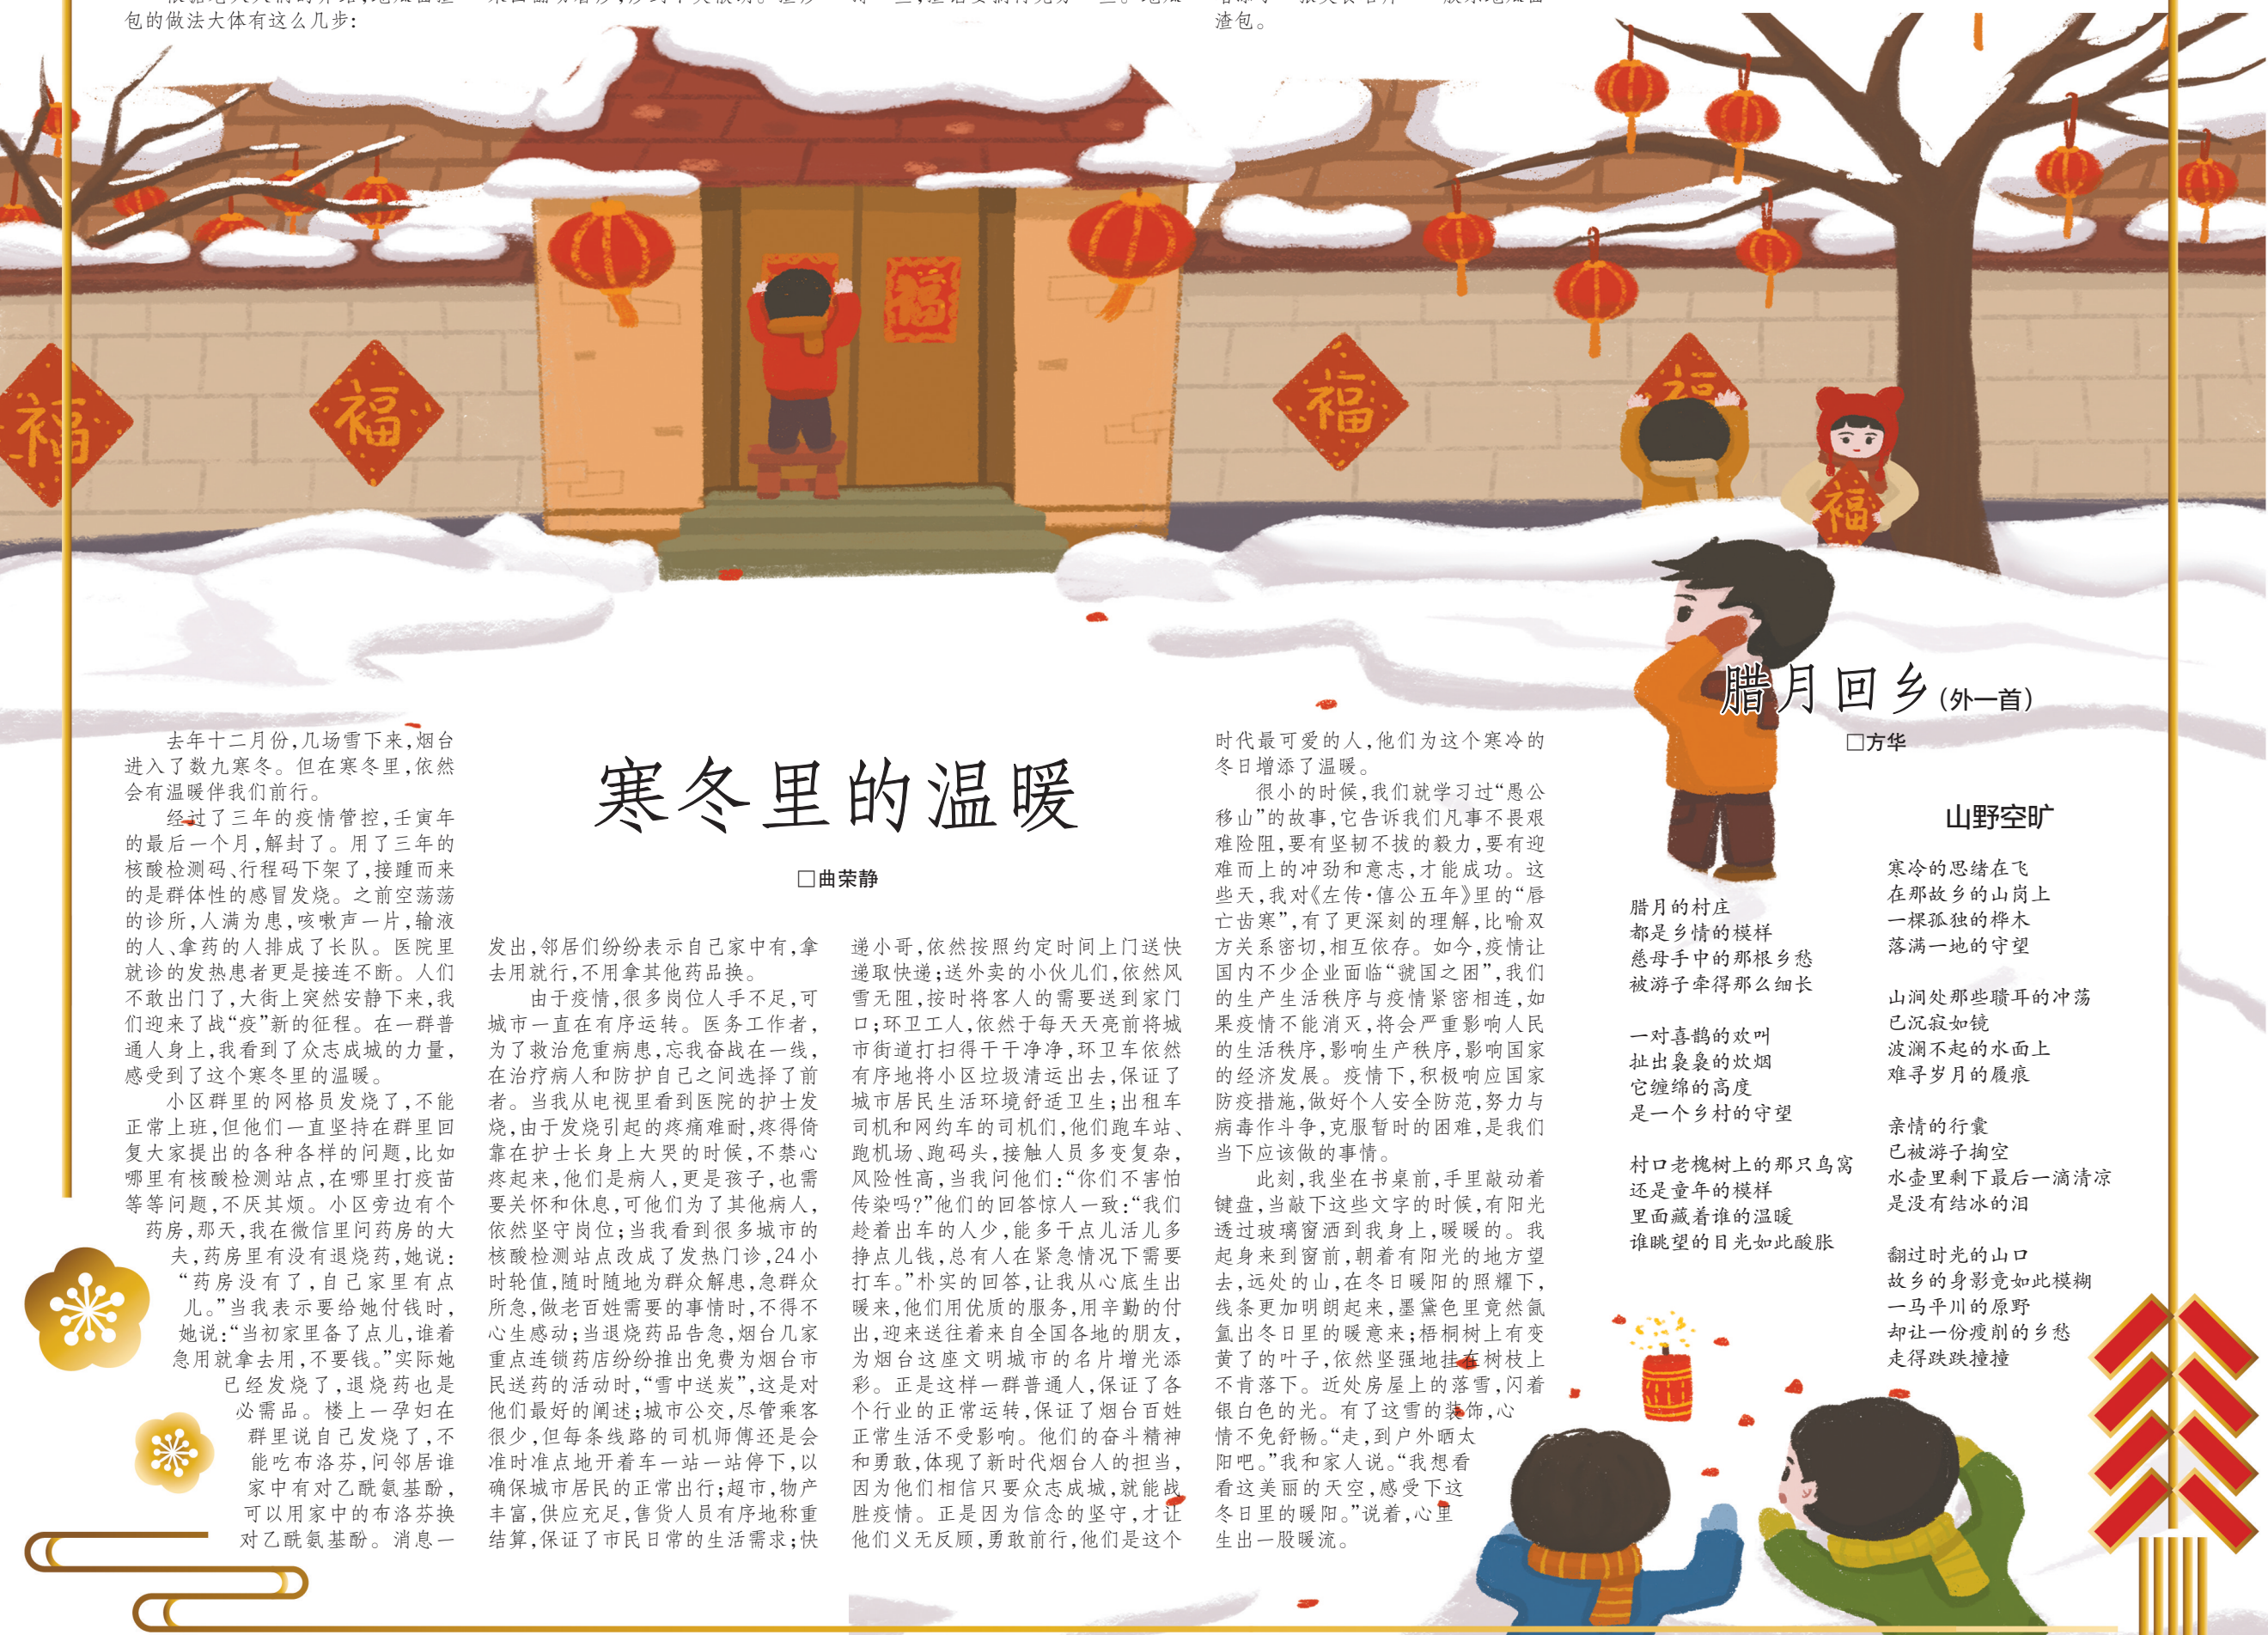 包的做法大体有这么几步:
渣包。
福
福
福
福
福
福
寒冬里的温暖
□曲荣静
去年十二月份,几场雪下来,烟台
进入了数九寒冬。但在寒冬里,依然
会有温暖伴我们前行。
经过了三年的疫情管控,壬寅年
的最后一个月,解封了。用了三年的
核酸检测码、行程码下架了,接踵而来
的是群体性的感冒发烧。之前空荡荡
的诊所,人满为患,咳嗽声一片,输液
的人、拿药的人排成了长队。医院里
就诊的发热患者更是接连不断。人们
不敢出门了,大街上突然安静下来,我
们迎来了战“疫”新的征程。在一群普
通人身上,我看到了众志成城的力量,
感受到了这个寒冬里的温暖。
小区群里的网格员发烧了,不能
正常上班,但他们一直坚持在群里回
复大家提出的各种各样的问题,比如
哪里有核酸检测站点,在哪里打疫苗
等等问题,不厌其烦。小区旁边有个
药房,那天,我在微信里问药房的大
夫,药房里有没有退烧药,她说:
“药房没有了,自己家里有点
儿。”当我表示要给她付钱时,
她说:“当初家里备了点儿,谁着
急用就拿去用,不要钱。”实际她
已经发烧了,退烧药也是
必需品。楼上一孕妇在
群里说自己发烧了,不
能吃布洛芬,问邻居谁
家中有对乙酰氨基酚,
可以用家中的布洛芬换
对乙酰氨基酚。消息一
发出,邻居们纷纷表示自己家中有,拿
去用就行,不用拿其他药品换。
由于疫情,很多岗位人手不足,可
城市一直在有序运转。医务工作者,
为了救治危重病患,忘我奋战在一线,
在治疗病人和防护自己之间选择了前
者。当我从电视里看到医院的护士发
烧,由于发烧引起的疼痛难耐,疼得倚
靠在护士长身上大哭的时候,不禁心
疼起来,他们是病人,更是孩子,也需
要关怀和休息,可他们为了其他病人,
依然坚守岗位;当我看到很多城市的
核酸检测站点改成了发热门诊,24小
时轮值,随时随地为群众解患,急群众
所急,做老百姓需要的事情时,不得不
心生感动;当退烧药品告急,烟台几家
重点连锁药店纷纷推出免费为烟台市
民送药的活动时,“雪中送炭”,这是对
他们最好的阐述;城市公交,尽管乘客
很少,但每条线路的司机师傅还是会
准时准点地开着车一站一站停下,以
确保城市居民的正常出行;超市,物产
丰富,供应充足,售货人员有序地称重
结算,保证了市民日常的生活需求;快
递小哥,依然按照约定时间上门送快
递取快递;送外卖的小伙儿们,依然风
雪无阻,按时将客人的需要送到家门
口;环卫工人,依然于每天天亮前将城
市街道打扫得干干净净,环卫车依然
有序地将小区垃圾清运出去,保证了
城市居民生活环境舒适卫生;出租车
司机和网约车的司机们,他们跑车站、
跑机场、跑码头,接触人员多变复杂,
风险性高,当我问他们:“你们不害怕
传染吗?”他们的回答惊人一致:“我们
趁着出车的人少,能多干点儿活儿多
挣点儿钱,总有人在紧急情况下需要
打车。”朴实的回答,让我从心底生出
暖来,他们用优质的服务,用辛勤的付
出,迎来送往着来自全国各地的朋友,
为烟台这座文明城市的名片增光添
彩。正是这样一群普通人,保证了各
个行业的正常运转,保证了烟台百姓
正常生活不受影响。他们的奋斗精神
和勇敢,体现了新时代烟台人的担当,
因为他们相信只要众志成城,就能战
胜疫情。正是因为信念的坚守,才让
他们义无反顾,勇敢前行,他们是这个
时代最可爱的人,他们为这个寒冷的
冬日增添了温暖。
很小的时候,我们就学习过“愚公
移山”的故事,它告诉我们凡事不畏艰
难险阻,要有坚韧不拔的毅力,要有迎
难而上的冲劲和意志,才能成功。这
些天,我对《左传·僖公五年》里的“唇
亡齿寒”,有了更深刻的理解,比喻双
方关系密切,相互依存。如今,疫情让
国内不少企业面临“虢国之困”,我们
的生产生活秩序与疫情紧密相连,如
果疫情不能消灭,将会严重影响人民
的生活秩序,影响生产秩序,影响国家
的经济发展。疫情下,积极响应国家
防疫措施,做好个人安全防范,努力与
病毒作斗争,克服暂时的困难,是我们
当下应该做的事情。
此刻,我坐在书桌前,手里敲动着
键盘,当敲下这些文字的时候,有阳光
透过玻璃窗洒到我身上,暖暖的。我
起身来到窗前,朝着有阳光的地方望
去,远处的山,在冬日暖阳的照耀下,
线条更加明朗起来,墨黛色里竟然氤
氲出冬日里的暖意来;梧桐树上有变
黄了的叶子,依然坚强地挂在树枝上
不肯落下。近处房屋上的落雪,闪着
银白色的光。有了这雪的装饰,心
情不免舒畅。“走,到户外晒太
阳吧。”我和家人说。“我想看
看这美丽的天空,感受下这
冬日里的暖阳。”说着,心里
生出一股暖流。
腊月回乡(外一首)
□方华
腊月的村庄
都是乡情的模样
慈母手中的那根乡愁
被游子牵得那么细长
一对喜鹊的欢叫
扯出袅袅的炊烟
它缠绵的高度
是一个乡村的守望
村口老槐树上的那只鸟窝
还是童年的模样
里面藏着谁的温暖
谁眺望的目光如此酸胀
山野空旷
寒冷的思绪在飞
在那故乡的山岗上
一棵孤独的桦木
落满一地的守望
山涧处那些聩耳的冲荡
已沉寂如镜
波澜不起的水面上
难寻岁月的履痕
亲情的行囊
已被游子掏空
水壶里剩下最后一滴清凉
是没有结冰的泪
翻过时光的山口
故乡的身影竟如此模糊
一马平川的原野
却让一份瘦削的乡愁
走得跌跌撞撞